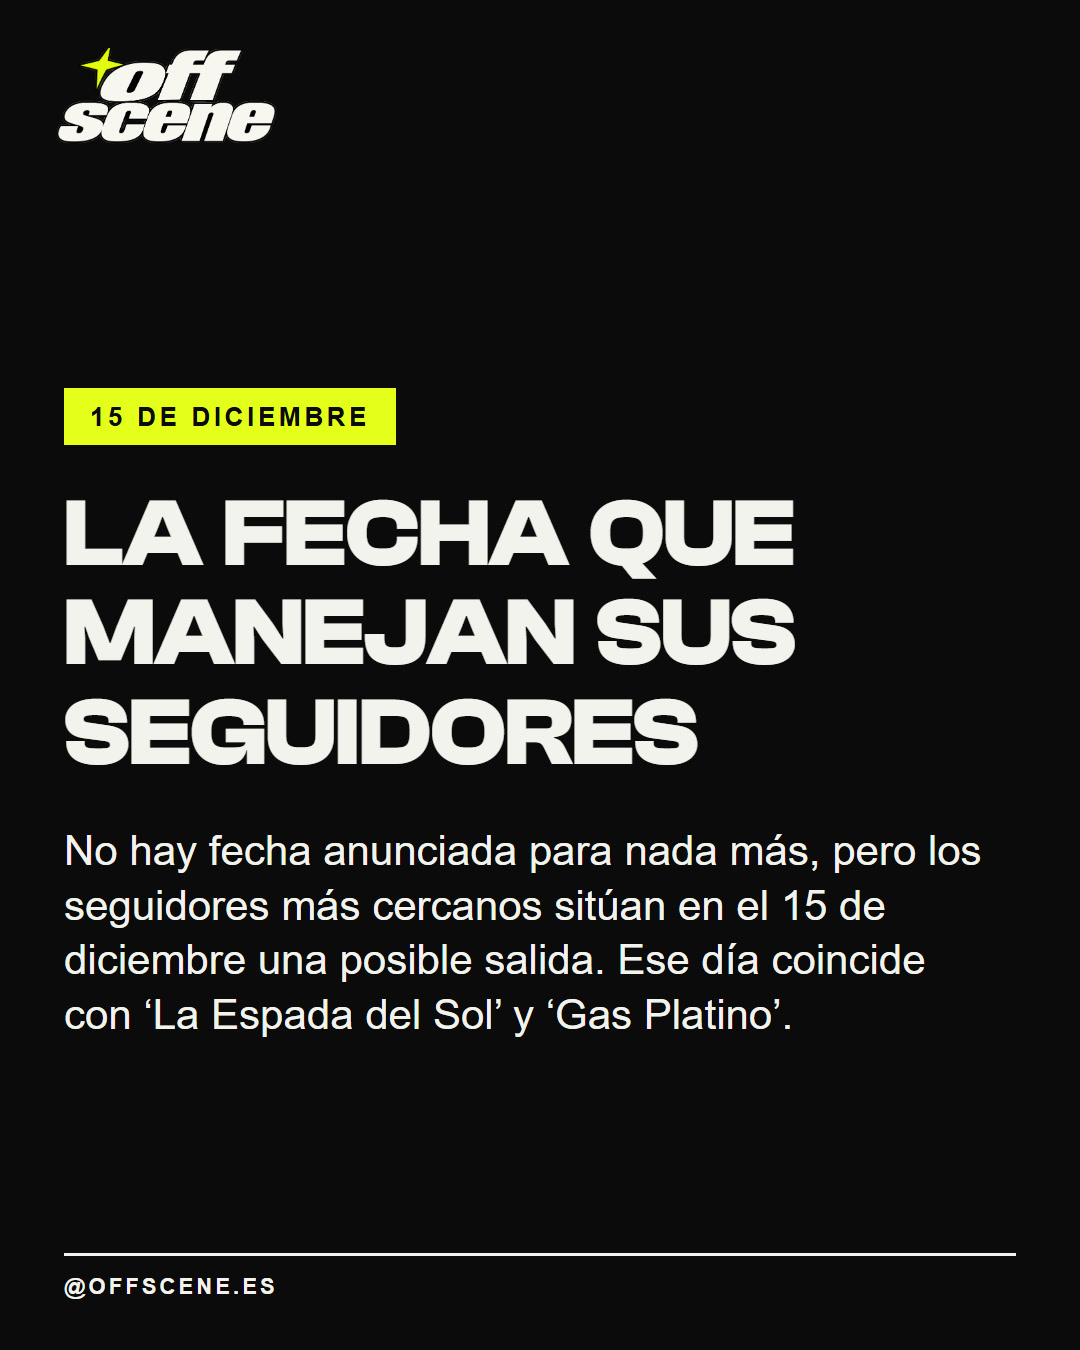 off
scene
15 DE DICIEMBRE
LA FECHA QUE
MANEJAN SUS
SEGUIDORES
No hay fecha anunciada para nada más, pero los
seguidores más cercanos sitúan en el 15 de
diciembre una posible salida. Ese día coincide
con ‘La Espada del Sol’ y ‘Gas Platino’.
@OFFSCENE.ES